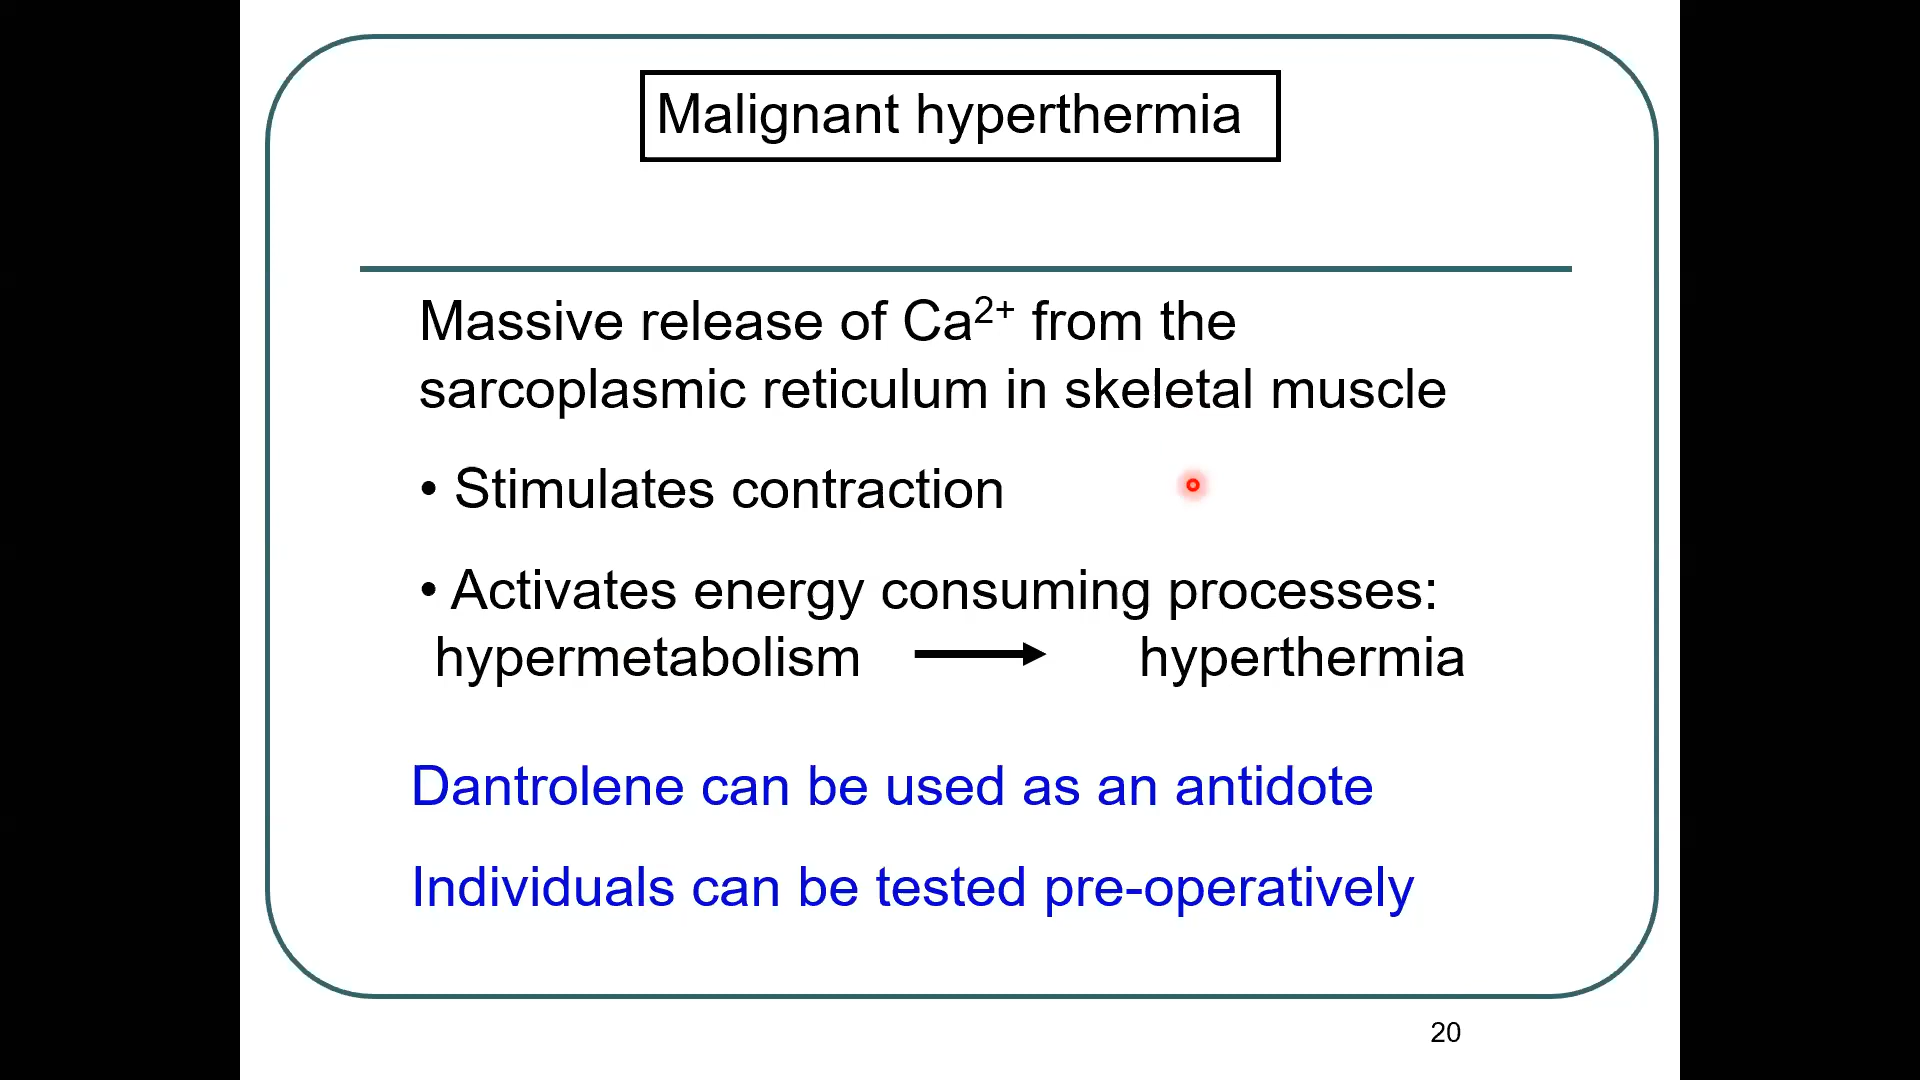 Malignant hyperthermia
Massive release of Ca²⁺ from the
sarcoplasmic reticulum in skeletal muscle
• Stimulates contraction
• Activates energy consuming processes:
hypermetabolism → hyperthermia
Dantrolene can be used as an antidote
Individuals can be tested pre-operatively
20